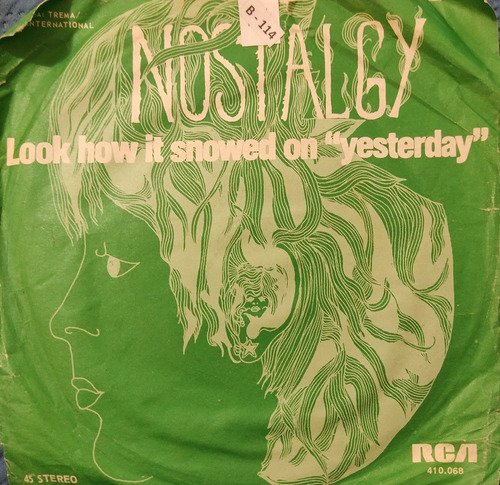 TREMA/
INTERNATIONAL
B-114
NOSTALGY
Look how it snowed on "yesterday"
45 STEREO
RCA
410.068